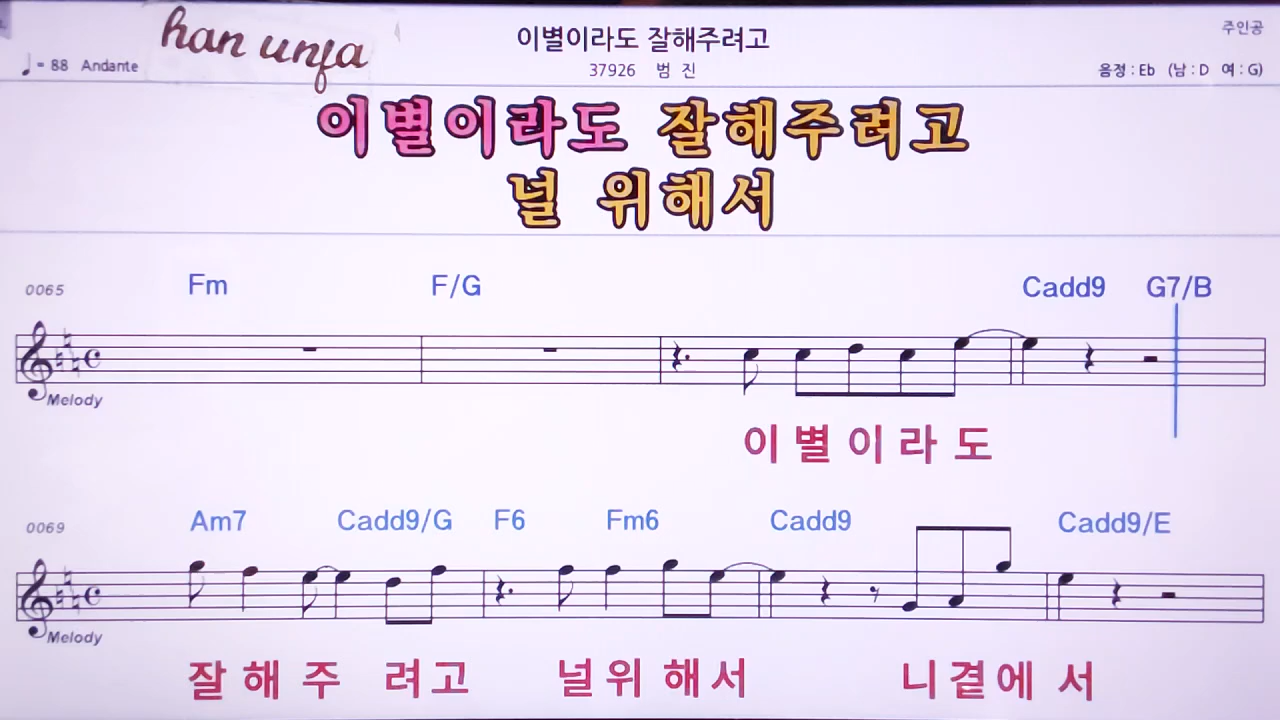 han unfa
이별이라도 잘해주려고
주인공
♩ = 88 Andante
37926 범 진
음정 : Eb (남 : D 여 : G)
이별이라도 잘해주려고
널 위해서
0065 Fm F/G Cadd9 G7/B
Melody
이 별 이 라 도
0069 Am7 Cadd9/G F6 Fm6 Cadd9 Cadd9/E
Melody
잘 해 주 려고 널위 해서 니곁에 서